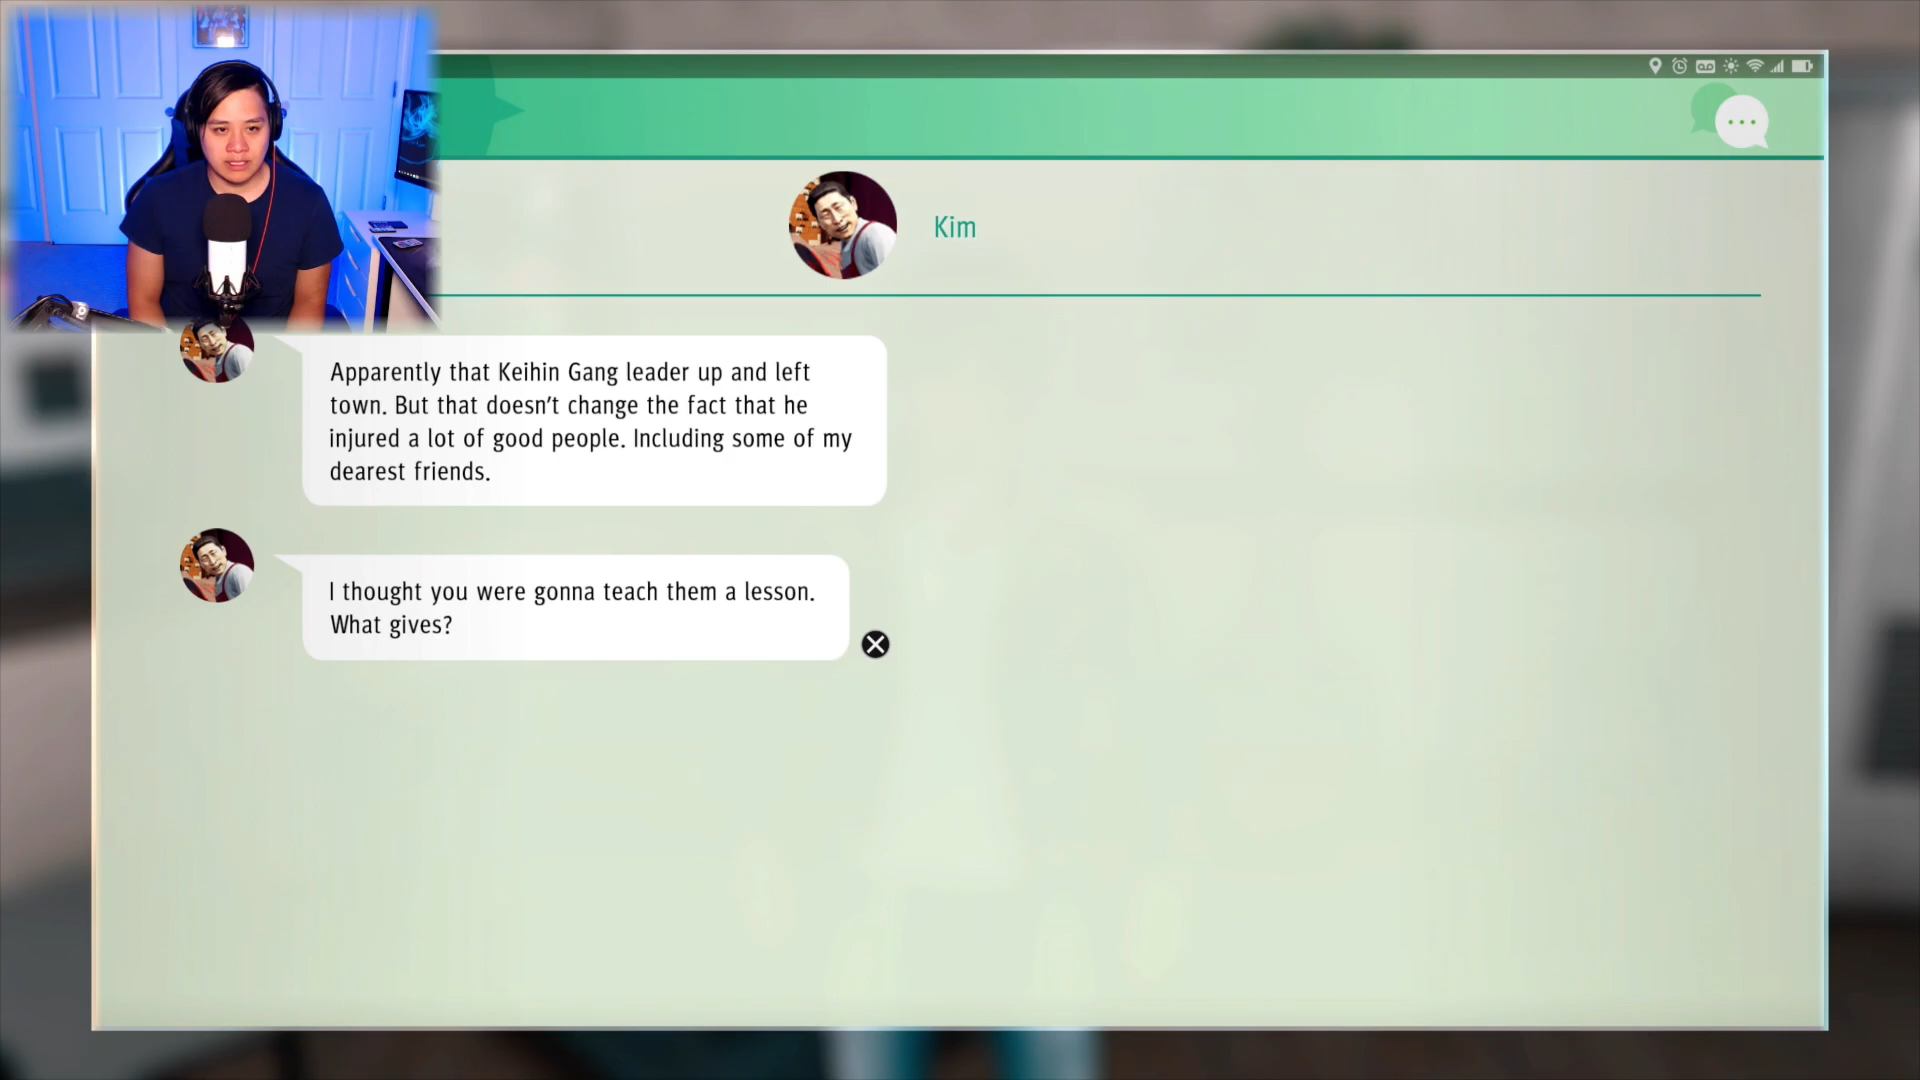 Kim
Apparently that Keihin Gang leader up and left
town. But that doesn't change the fact that he
injured a lot of good people. Including some of my
dearest friends.
I thought you were gonna teach them a lesson.
What gives?